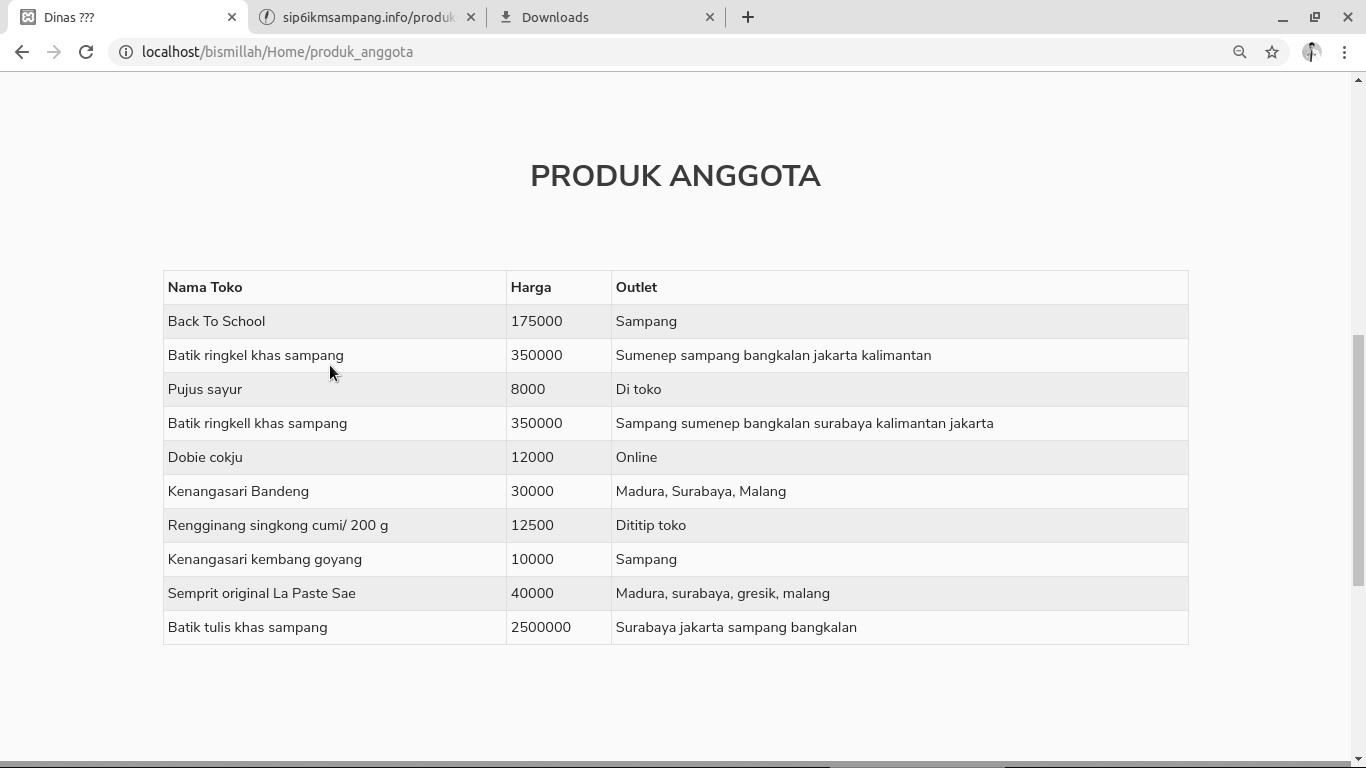 Dinas ???
sip6ikmsampang.info/produk
Downloads
localhost/bismillah/Home/produk_anggota
PRODUK ANGGOTA
Nama Toko Harga Outlet
Back To School 175000 Sampang
Batik ringkel khas sampang 350000 Sumenep sampang bangkalan jakarta kalimantan
Pujus sayur 8000 Di toko
Batik ringkell khas sampang 350000 Sampang sumenep bangkalan surabaya kalimantan jakarta
Dobie cokju 12000 Online
Kenangasari Bandeng 30000 Madura, Surabaya, Malang
Rengginang singkong cumi/ 200 g 12500 Dititip toko
Kenangasari kembang goyang 10000 Sampang
Semprit original La Paste Sae 40000 Madura, surabaya, gresik, malang
Batik tulis khas sampang 2500000 Surabaya jakarta sampang bangkalan